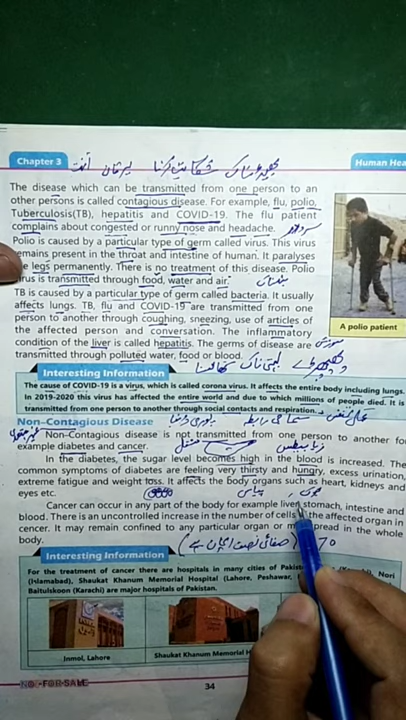 Chapter 3
Human Hea
The disease which can be transmitted from one person to an
other persons is called contagious disease. For example, flu, polio,
Tuberculosis(TB), hepatitis and COVID-19. The flu patient
complains about congested or runny nose and headache.
Polio is caused by a particular type of germ called virus. This virus
remains present in the throat and intestine of human. It paralyses
legs permanently. There is no treatment of this disease. Polio
virus is transmitted through food, water and air.
TB is caused by a particular type of germ called bacteria. It usually
affects lungs. TB, flu and COVID-19 are transmitted from one
person to another through coughing, sneezing, use of articles of
the affected person and conversation. The inflammatory
condition of the liver is called hepatitis. The germs of disease are
transmitted through polluted water, food or blood.
A polio patient
Interesting Information
The cause of COVID-19 is a virus, which is called corona virus. It affects the entire body including lungs.
In 2019-2020 this virus has affected the entire world and due to which millions of people died. It is
transmitted from one person to another through social contacts and respiration.
Non-Contagious Disease
Non-Contagious disease is not transmitted from one person to another for
example diabetes and cancer.
In the diabetes, the sugar level becomes high in the blood is increased. The
common symptoms of diabetes are feeling very thirsty and hungry, excess urination,
extreme fatigue and weight loss. It affects the body organs such as heart, kidneys and
eyes etc.
Cancer can occur in any part of the body for example liver, stomach, intestine and
blood. There is an uncontrolled increase in the number of cells the affected organ in
cancer. It may remain confined to any particular organ or spread in the whole
body.
Interesting Information
For the treatment of cancer there are hospitals in many cities of Nori
(Islamabad), Shaukat Khanum Memorial Hospital (Lahore, Peshawar,
Baitulskoon (Karachi) are major hospitals of Pakistan.
Inmol, Lahore
Shaukat Khanum Memorial H
NOT FOR SALE
34